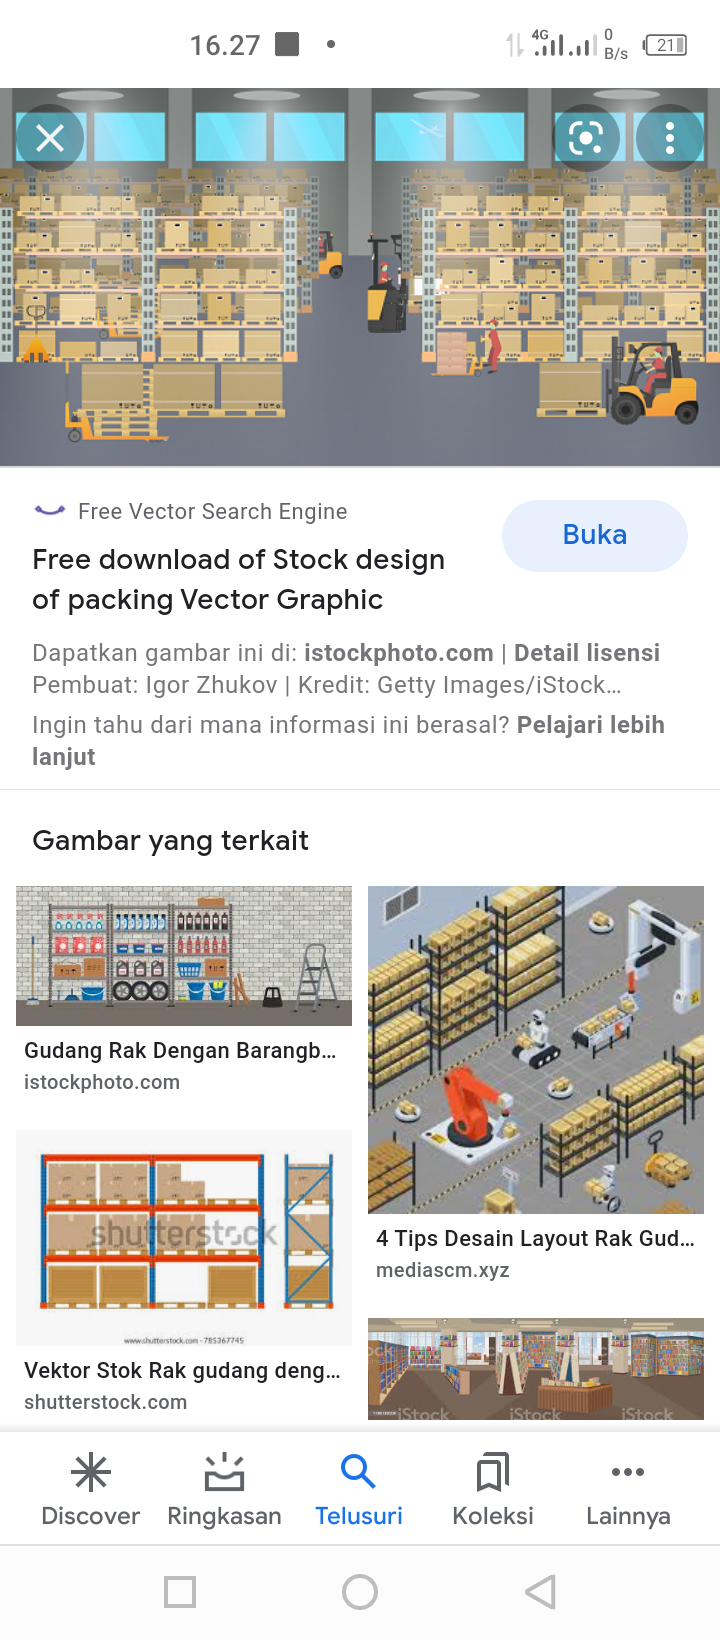 16.27
4G
0
B/s
21
Free Vector Search Engine
Buka
Free download of Stock design
of packing Vector Graphic
Dapatkan gambar ini di: istockphoto.com | Detail lisensi
Pembuat: Igor Zhukov | Kredit: Getty Images/iStock...
Ingin tahu dari mana informasi ini berasal? Pelajari lebih
lanjut
Gambar yang terkait
Gudang Rak Dengan Barangb...
istockphoto.com
shutterstock
www.shutterstock.com · 785367745
Vektor Stok Rak gudang deng...
shutterstock.com
4 Tips Desain Layout Rak Gud...
mediascm.xyz
iStock
iStock
iStock
Discover
Ringkasan
Telusuri
Koleksi
Lainnya